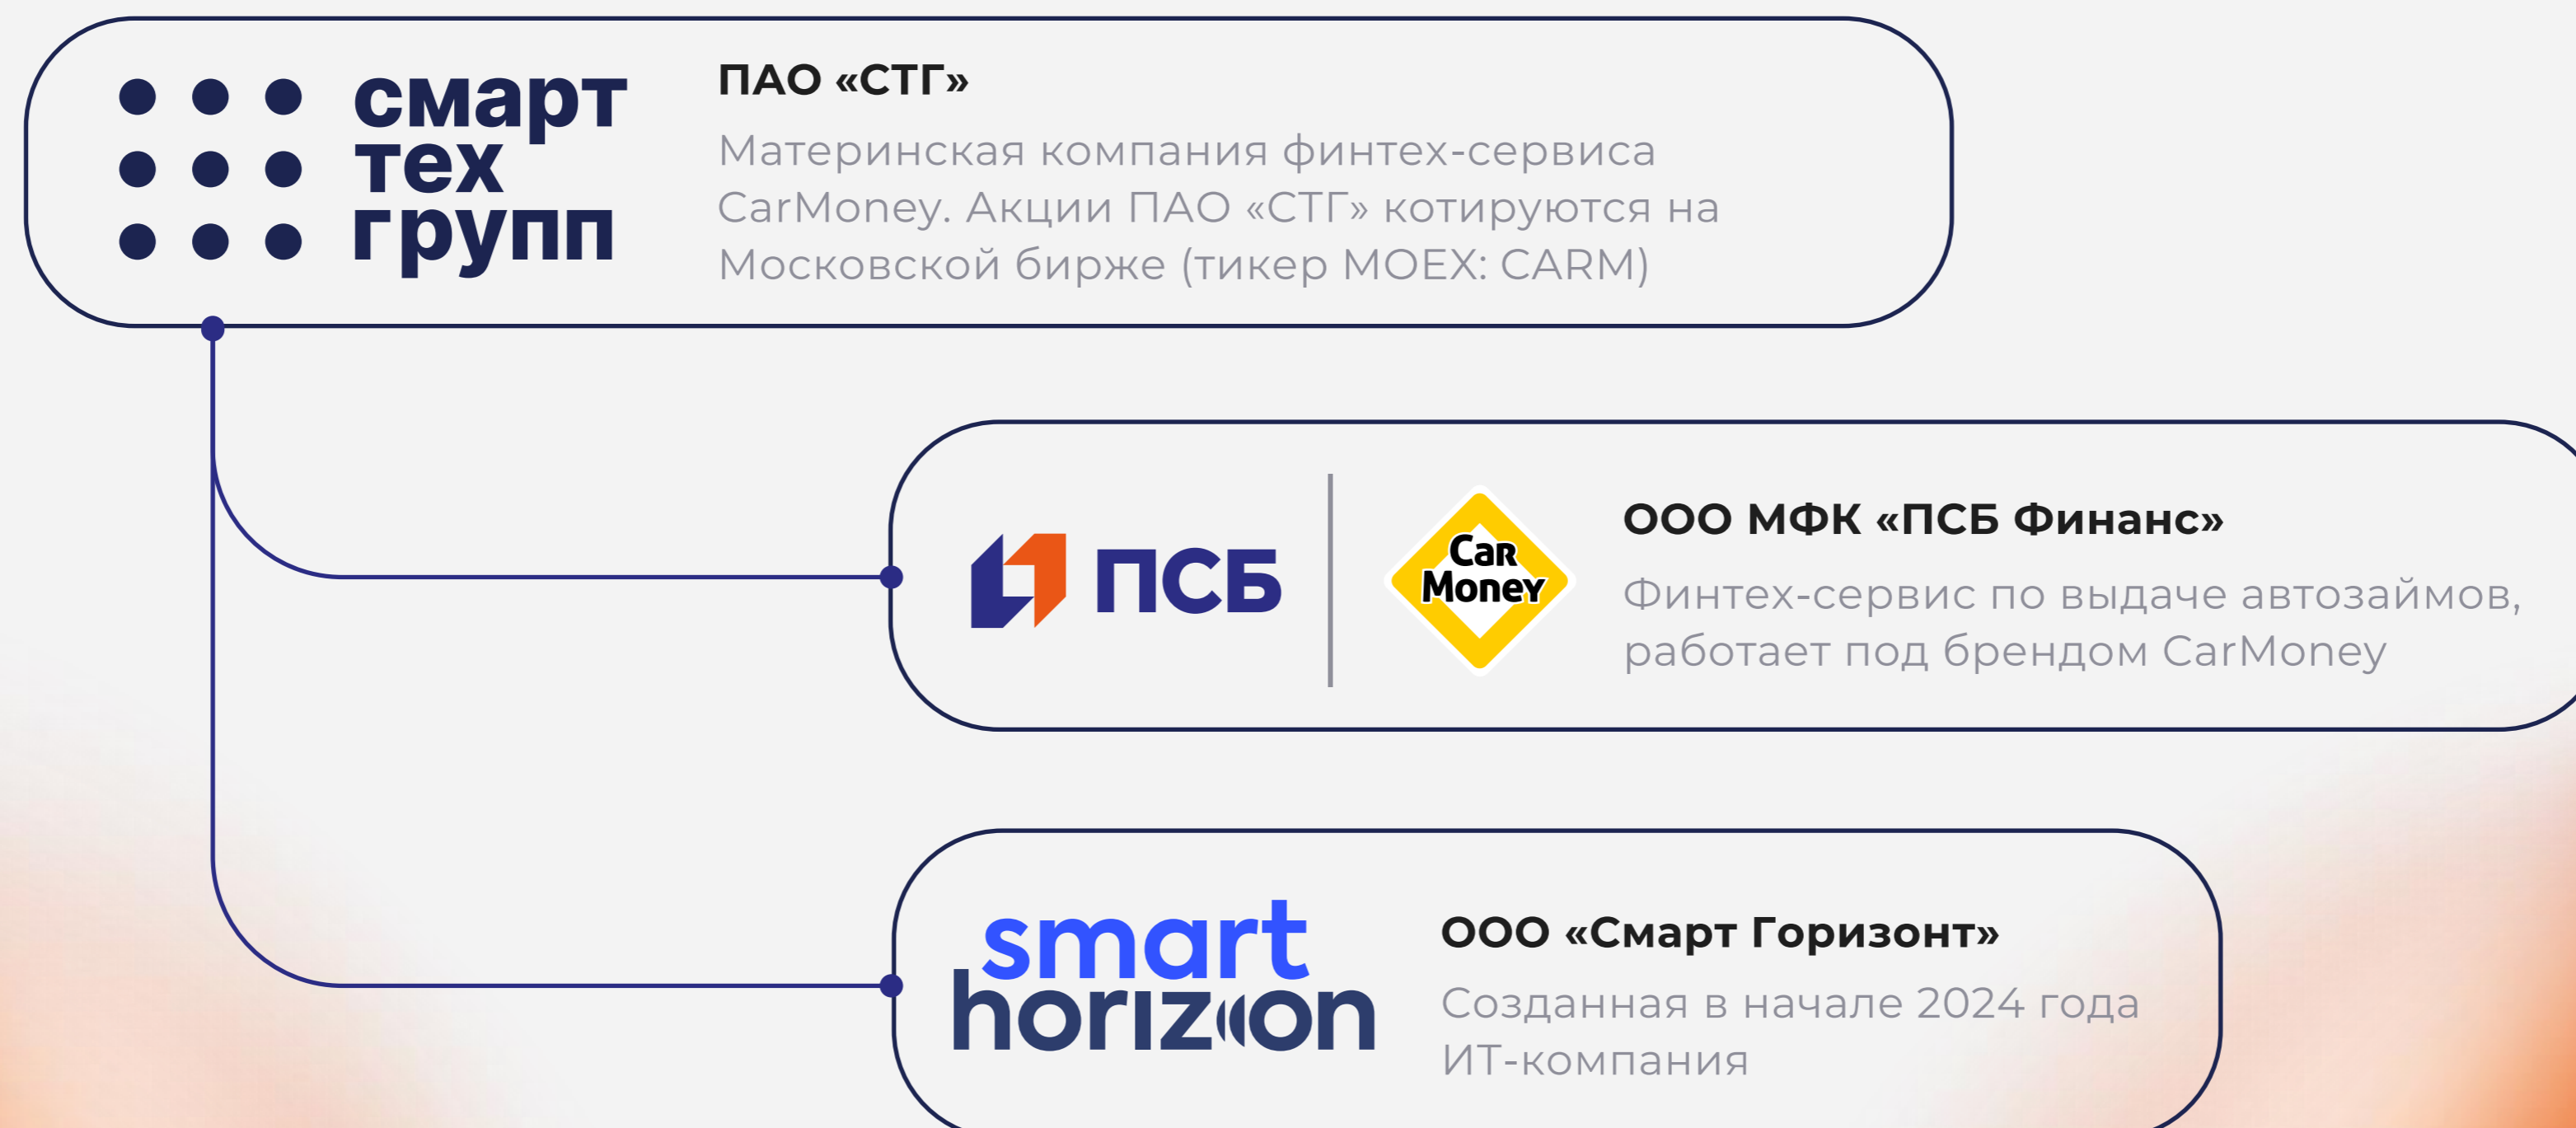 смарт
тех
групп
ПАО «СТГ»
Материнская компания финтех-сервиса
CarMoney. Акции ПАО «СТГ» котируются на
Московской бирже (тикер MOEX: CARM)
ПСБ
Car
Money
ООО МФК «ПСБ Финанс»
Финтех-сервис по выдаче автозаймов,
работает под брендом CarMoney
smart
horizon
ООО «Смарт Горизонт»
Созданная в начале 2024 года
ИТ-компания